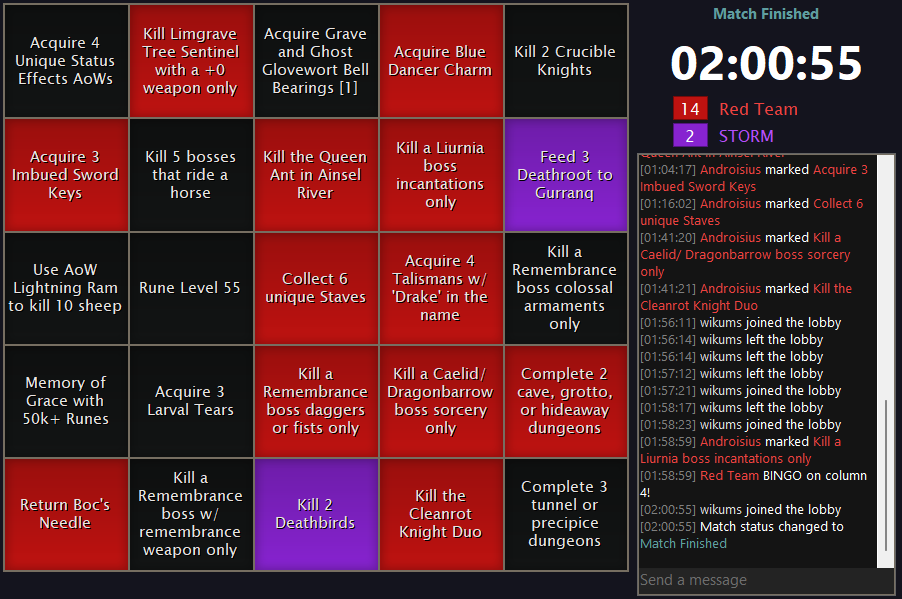 Acquire 4
Unique Status
Effects AoWs
Kill Limgrave
Tree Sentinel
with a +0
weapon only
Acquire Grave
and Ghost
Glovewort Bell
Bearings [1]
Acquire Blue
Dancer Charm
Kill 2 Crucible
Knights
Acquire 3
Imbued Sword
Keys
Kill 5 bosses
that ride a
horse
Kill the Queen
Ant in Ainsel
River
Kill a Liurnia
boss
incantations
only
Feed 3
Deathroot to
Gurranq
Use AoW
Lightning Ram
to kill 10 sheep
Rune Level 55
Collect 6
unique Staves
Acquire 4
Talismans w/
'Drake' in the
name
Kill a
Remembrance
boss colossal
armaments
only
Memory of
Grace with
50k+ Runes
Acquire 3
Larval Tears
Kill a
Remembrance
boss daggers
or fists only
Kill a Caelid/
Dragonbarrow
boss sorcery
only
Complete 2
cave, grotto,
or hideaway
dungeons
Return Boc's
Needle
Kill a
Remembrance
boss w/
remembrance
weapon only
Kill 2
Deathbirds
Kill the
Cleanrot
Knight Duo
Complete 3
tunnel or
precipice
dungeons
Match Finished
02:00:55
14 Red Team
2 STORM
Queen Ant in Ainsel River
[01:04:17] Androisius marked Acquire 3
Imbued Sword Keys
[01:16:02] Androisius marked Collect 6
unique Staves
[01:41:20] Androisius marked Kill a
Caelid/ Dragonbarrow boss sorcery
only
[01:41:21] Androisius marked Kill the
Cleanrot Knight Duo
[01:56:11] wikums joined the lobby
[01:56:14] wikums left the lobby
[01:56:14] wikums left the lobby
[01:57:12] wikums left the lobby
[01:57:21] wikums joined the lobby
[01:58:17] wikums left the lobby
[01:58:23] wikums joined the lobby
[01:58:59] Androisius marked Kill a
Liurnia boss incantations only
[01:58:59] Red Team BINGO on column
4!
[02:00:55] wikums joined the lobby
[02:00:55] Match status changed to
Match Finished
Send a message